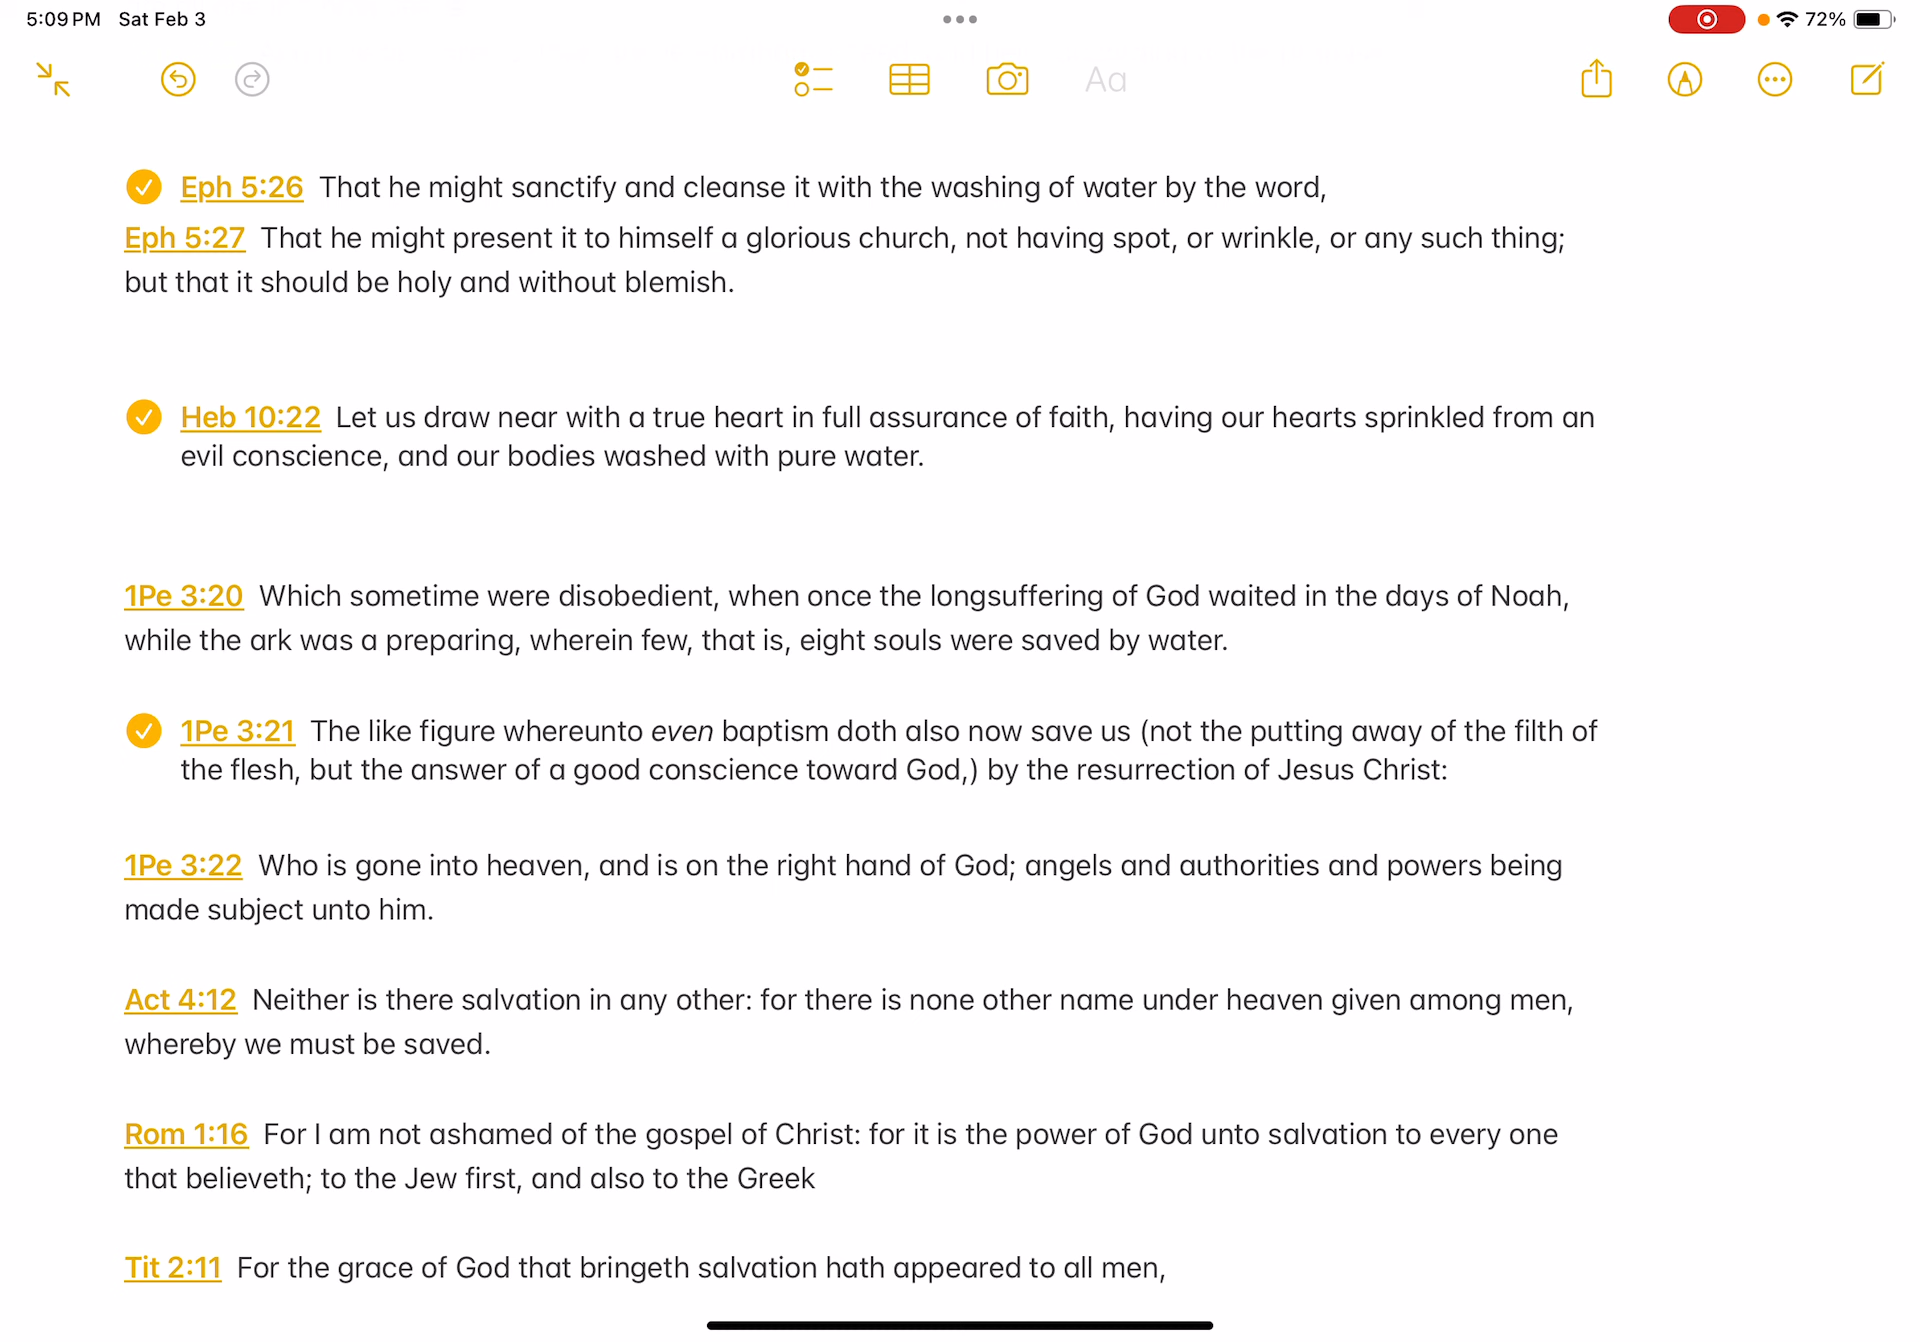 5:09 PM Sat Feb 3
72%
Aa
Eph 5:26 That he might sanctify and cleanse it with the washing of water by the word,
Eph 5:27 That he might present it to himself a glorious church, not having spot, or wrinkle, or any such thing;
but that it should be holy and without blemish.
Heb 10:22 Let us draw near with a true heart in full assurance of faith, having our hearts sprinkled from an
evil conscience, and our bodies washed with pure water.
1Pe 3:20 Which sometime were disobedient, when once the longsuffering of God waited in the days of Noah,
while the ark was a preparing, wherein few, that is, eight souls were saved by water.
1Pe 3:21 The like figure whereunto even baptism doth also now save us (not the putting away of the filth of
the flesh, but the answer of a good conscience toward God,) by the resurrection of Jesus Christ:
1Pe 3:22 Who is gone into heaven, and is on the right hand of God; angels and authorities and powers being
made subject unto him.
Act 4:12 Neither is there salvation in any other: for there is none other name under heaven given among men,
whereby we must be saved.
Rom 1:16 For I am not ashamed of the gospel of Christ: for it is the power of God unto salvation to every one
that believeth; to the Jew first, and also to the Greek
Tit 2:11 For the grace of God that bringeth salvation hath appeared to all men,